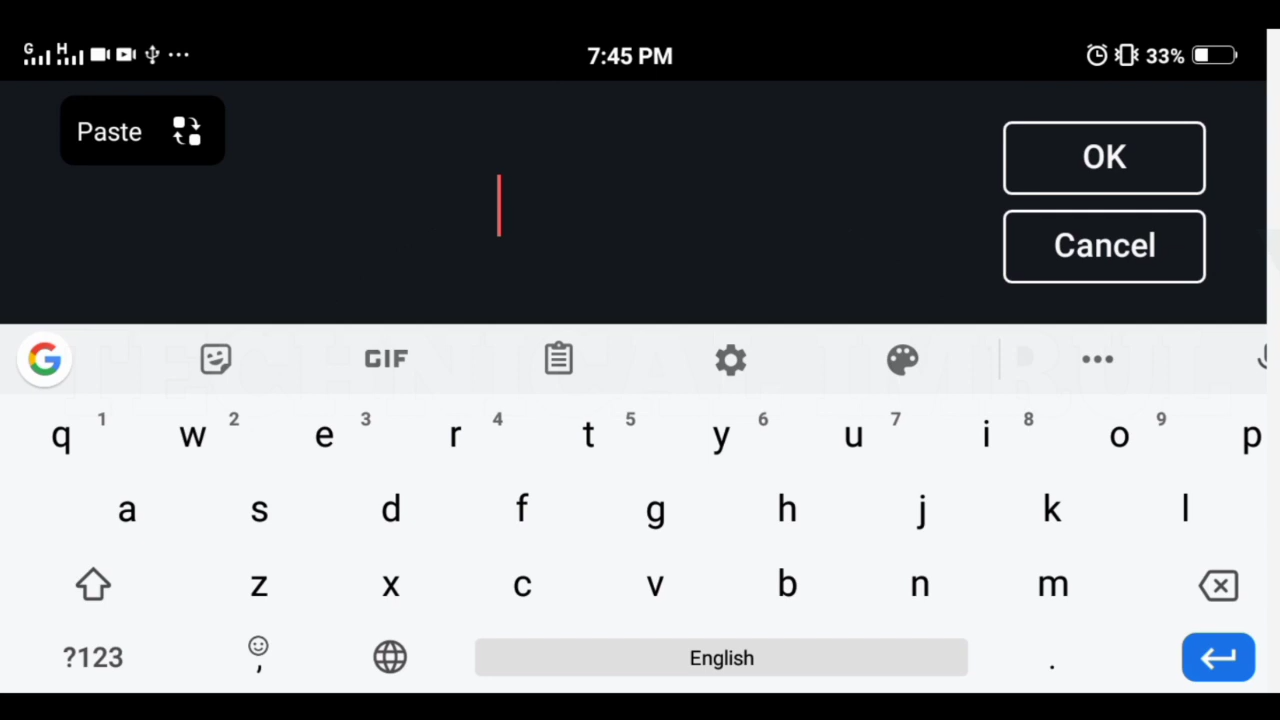 G H 7:45 PM 33%
Paste
OK
Cancel
G GIF
q 1 w 2 e 3 r 4 t 5 y 6 u 7 i 8 o 9 p
a s d f g h j k l
z x c v b n m
?123 , English .